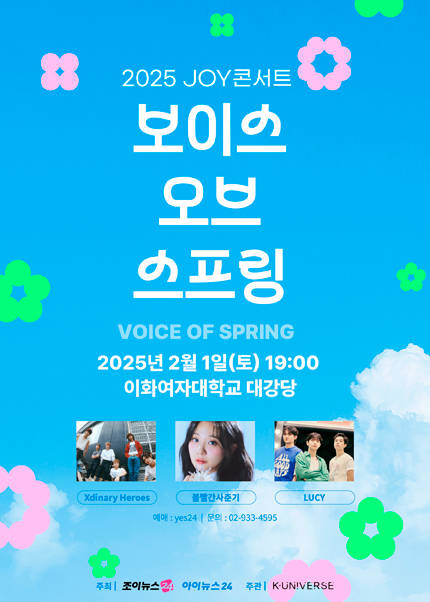 2025 JOY콘서트
보이스
오브
스프링
VOICE OF SPRING
2025년 2월 1일(토) 19:00
이화여자대학교 대강당
Xdinary Heroes
볼빨간사춘기
LUCY
예매 : yes24 | 문의 : 02-933-4595
주최 | 조이뉴스24 아이뉴스24 주관 | K-UNIVERSE